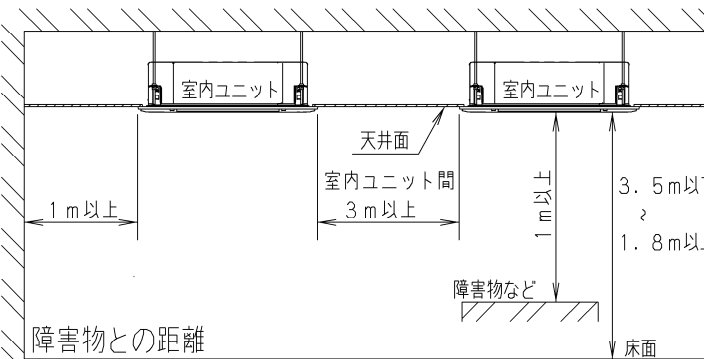 室内ユニット
室内ユニット
天井面
室内ユニット間
1m以上
3m以上
1m以上
3.5m以
~
1.8m以
障害物など
障害物との距離
床面